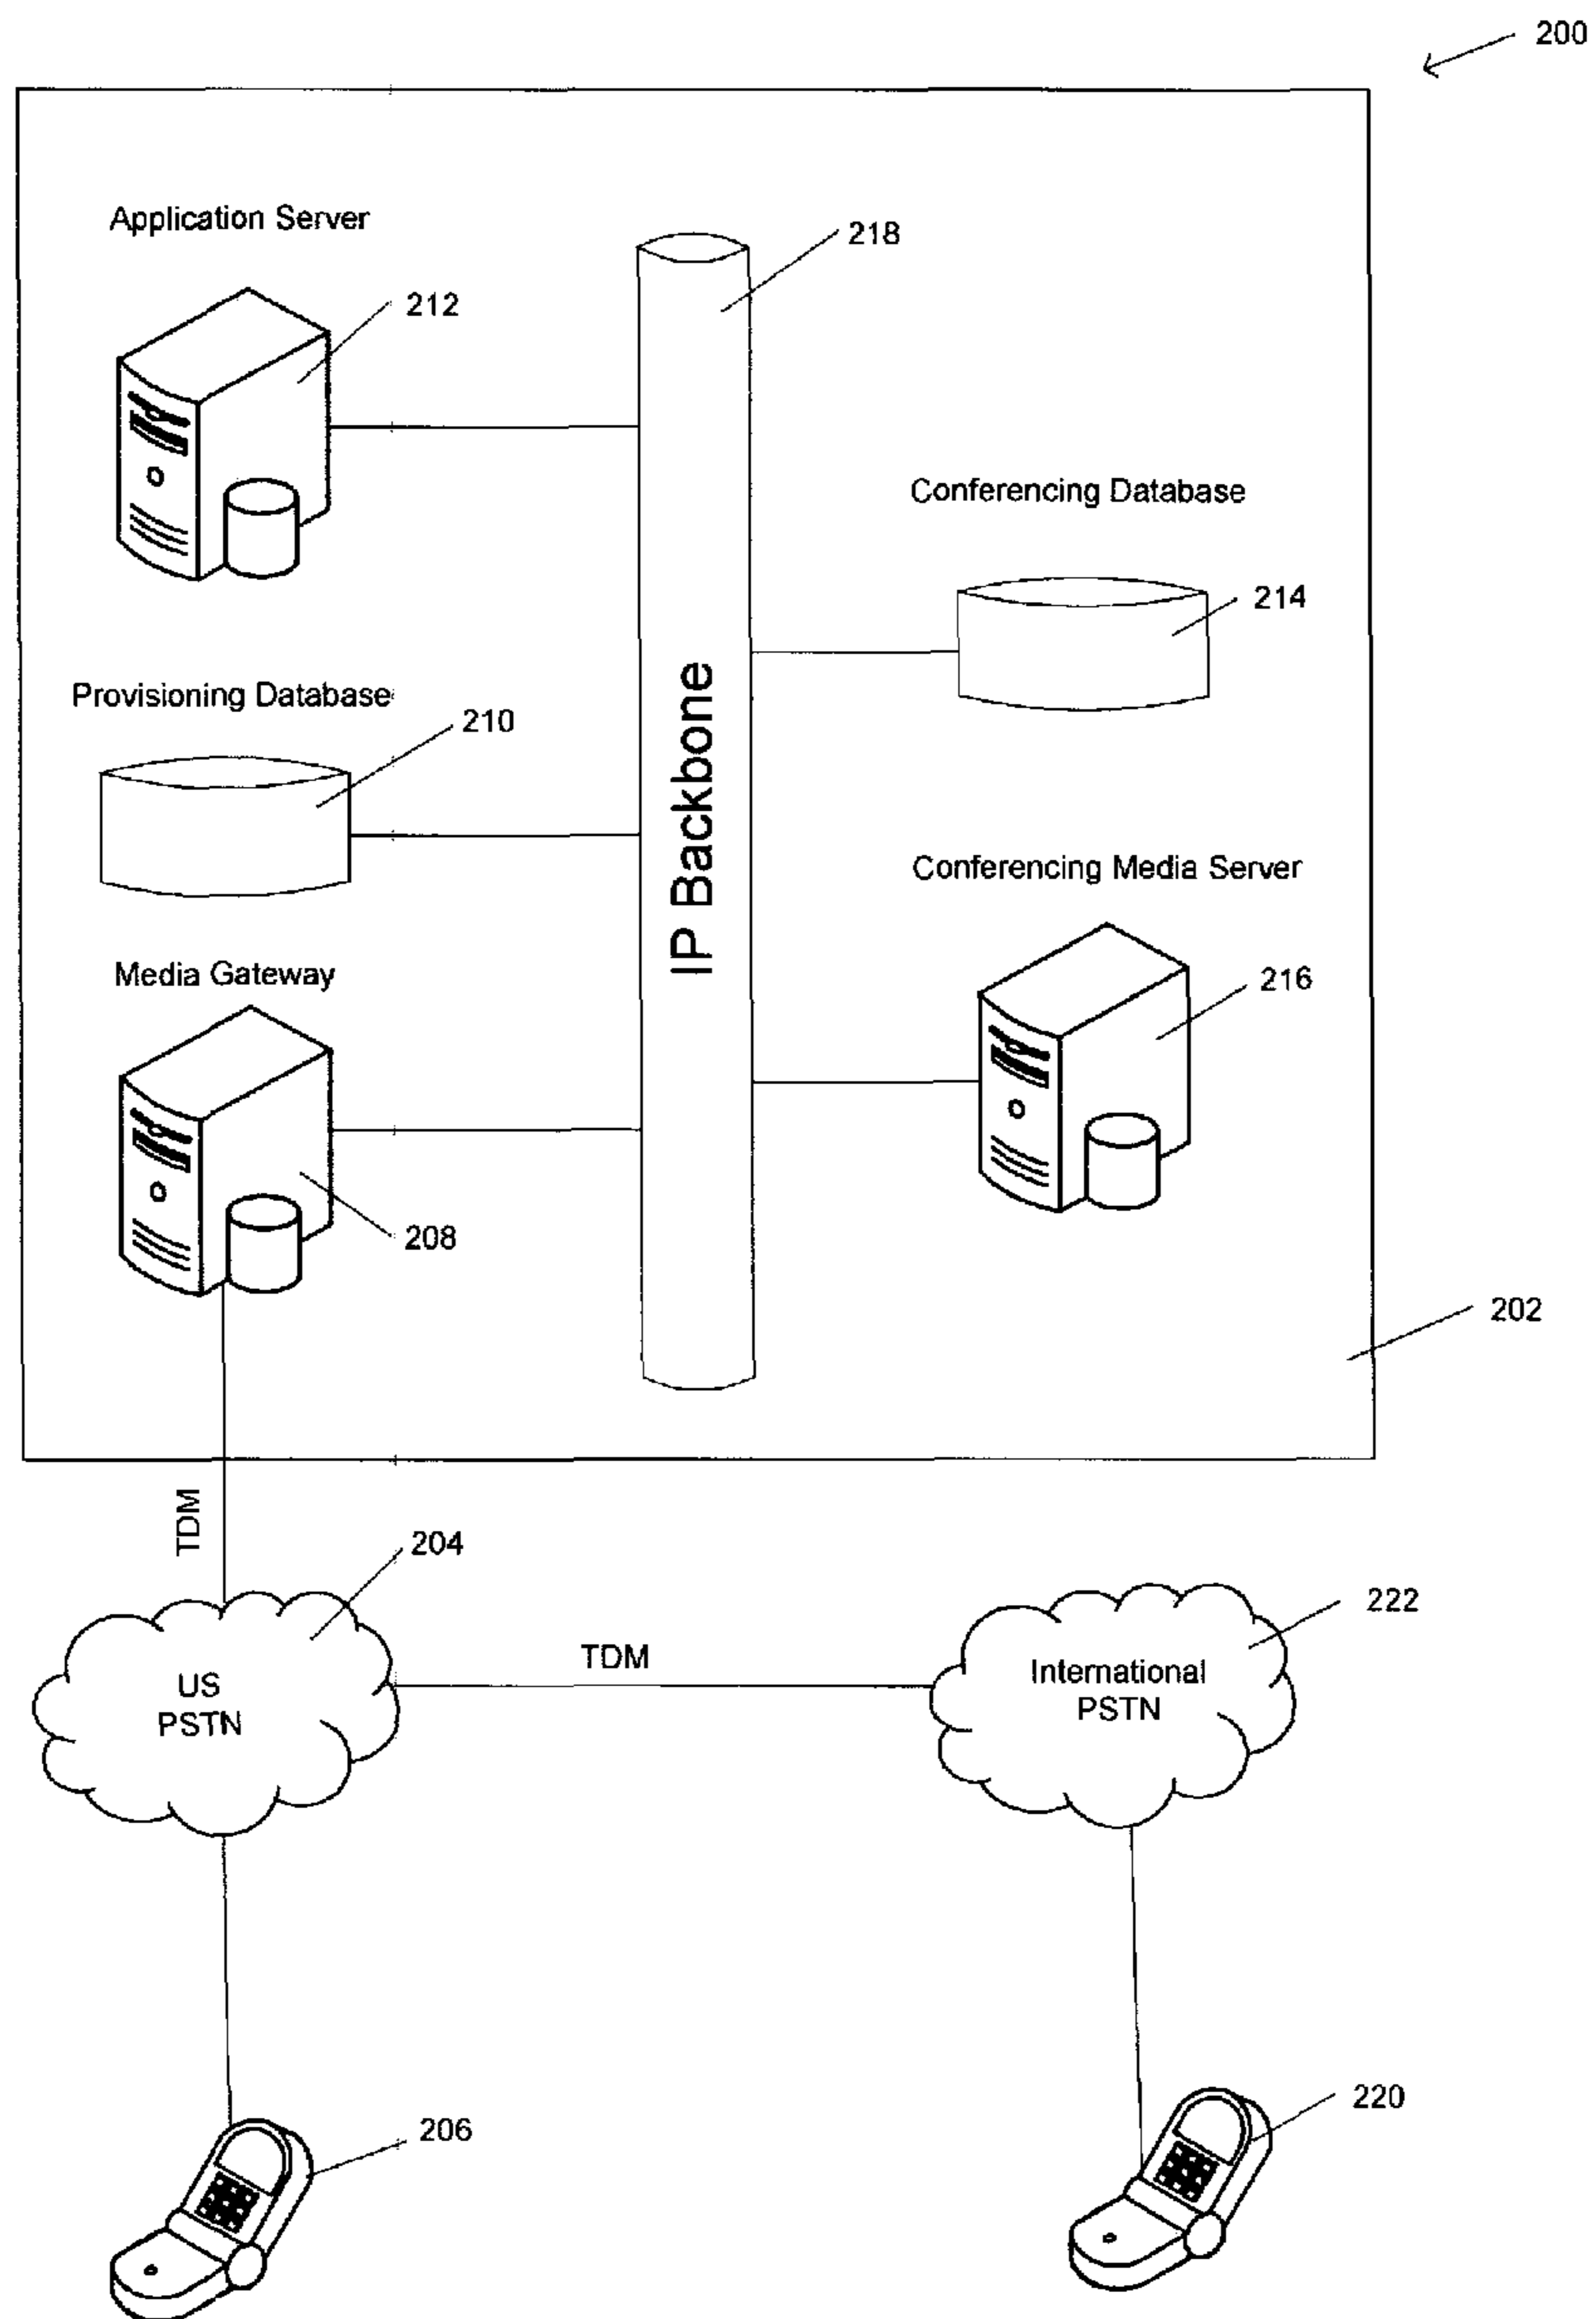 200
Application Server
218
212
Conferencing Database
214
Provisioning Database
210
IP Backbone
Conferencing Media Server
Media Gateway
216
208
202
TDM
204
222
TDM
US
PSTN
International
PSTN
220
206